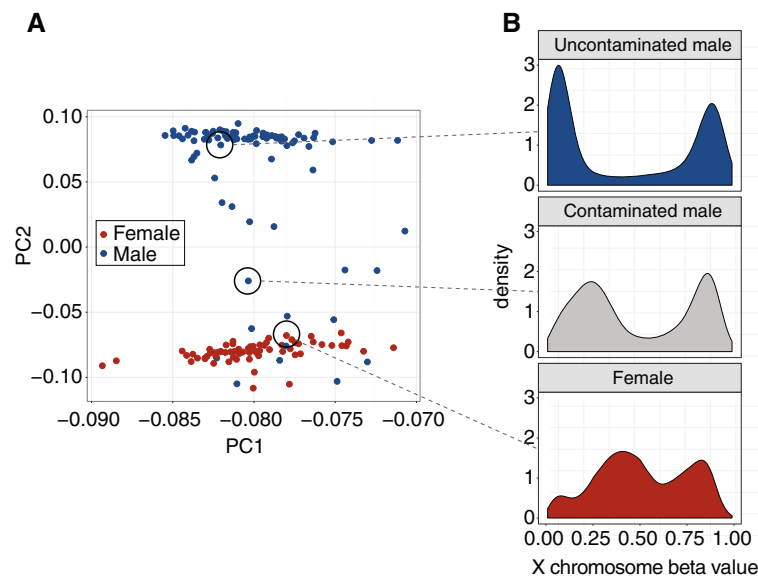 A
0.10
0.05
0.00
−0.05
−0.10
PC2
Female
Male
−0.090
−0.085
−0.080
−0.075
−0.070
PC1
B
Uncontaminated male
3
2
1
0
Contaminated male
3
2
1
0
density
Female
3
2
1
0
0.00
0.25
0.50
0.75
1.00
X chromosome beta value